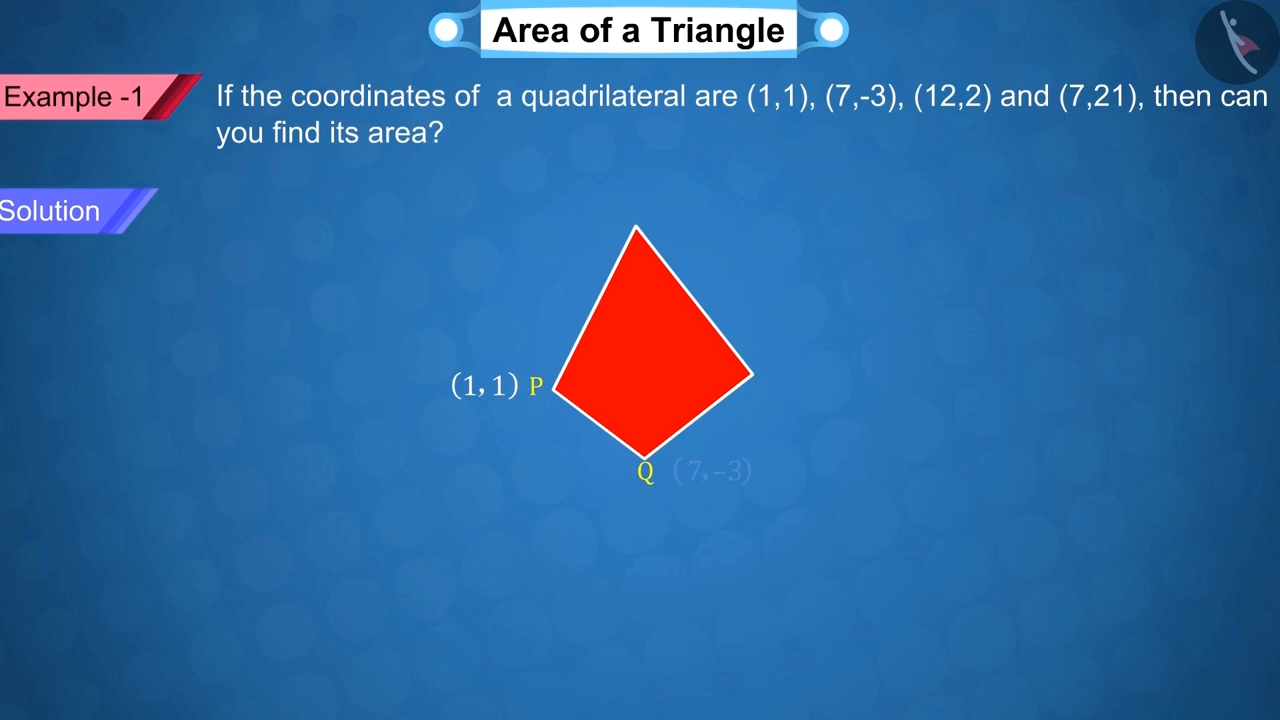 Area of a Triangle
Example -1
If the coordinates of a quadrilateral are (1,1), (7,-3), (12,2) and (7,21), then can
you find its area?
Solution
(1, 1) P
Q (7, −3)